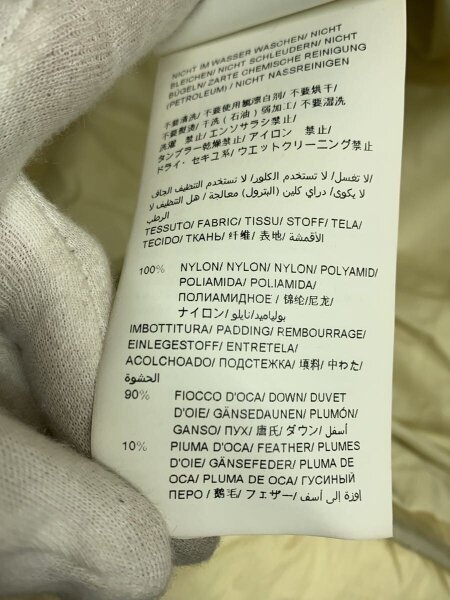 NICHT IM WASSER WASCHEN/ NICHT
BLEICHEN/ NICHT SCHLEUDERN/ NICHT
BÜGELN/ ZARTE CHEMISCHE REINIGUNG
(PETROLEUM) / NICHT NASSREINIGEN
不要清洗/ 不要使用氯漂白剂/ 不要烘干/
不要熨烫/ 干洗（石油）弱加工/ 不要湿洗
洗濯 禁止/ エンソサラシ禁止/
タンブラー乾燥禁止/ アイロン 禁止/
ドライ・セキユ系/ ウエットクリーニング禁止
/لا تغسل/ لا تستخدم الكلور/ لا تستخدم التنظيف الجاف
لا يكوى/ دراي كلين (البترول) معالجة / هل التنظيف لا
الرطب
TESSUTO/ FABRIC/ TISSU/ STOFF/ TELA/
TECIDO/ ТКАНЬ/ 纤维/ 表地/ الأقمشة
100% NYLON/ NYLON/ NYLON/ POLYAMID/
POLIAMIDA/ POLIAMIDA/
ПОЛИАМИДНОЕ / 锦纶/尼龙/
ナイロン/ بولياميد/نايلو
IMBOTTITURA/ PADDING/ REMBOURRAGE/
EINLEGESTOFF/ ENTRETELA/
ACOLCHOADO/ ПОДСТЕЖКА/ 填料/ 中わた/
الحشوة
90% FIOCCO D'OCA/ DOWN/ DUVET
D'OIE/ GÄNSEDAUNEN/ PLUMÓN/
GANSO/ ПУХ/ 唐氏/ ダウン/ أسفل
10% PIUMA D'OCA/ FEATHER/ PLUMES
D'OIE/ GÄNSEFEDER/ PLUMA DE
OCA/ PLUMA DE OCA/ ГУСИНЫЙ
ПЕРО / 鹅毛/ フェザー/ إوزة إلى أسفل